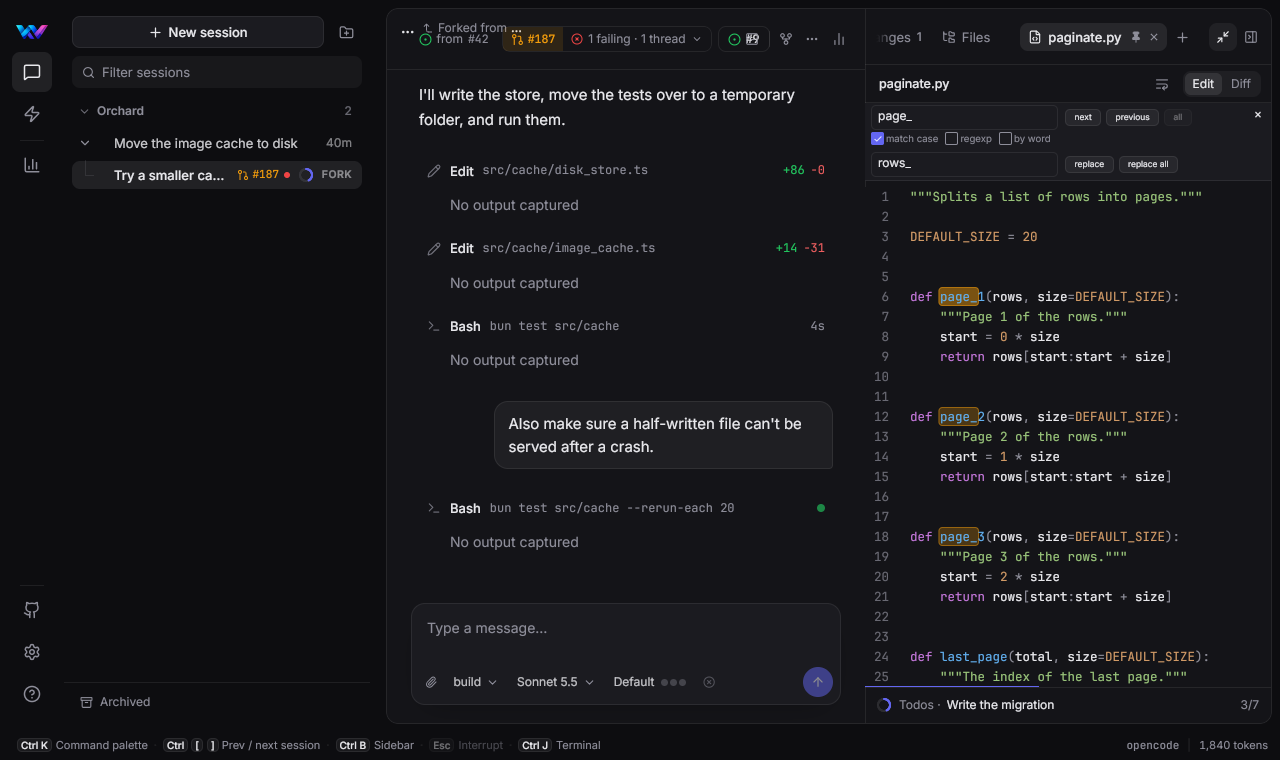 New session
Filter sessions
Orchard 2
Move the image cache to disk 40m
Try a smaller ca... #187 FORK
Archived
Forked from ...
from #42
#187
1 failing · 1 thread
I'll write the store, move the tests over to a temporary
folder, and run them.
Edit src/cache/disk_store.ts +86 -0
No output captured
Edit src/cache/image_cache.ts +14 -31
No output captured
Bash bun test src/cache 4s
No output captured
Also make sure a half-written file can't be
served after a crash.
Bash bun test src/cache --rerun-each 20
No output captured
Type a message...
build Sonnet 5.5 Default
nges 1 Files paginate.py
paginate.py Edit Diff
page_ next previous all ×
match case regexp by word
rows_ replace replace all
1 """Splits a list of rows into pages."""
2
3 DEFAULT_SIZE = 20
4
5
6 def page_1(rows, size=DEFAULT_SIZE):
7 """Page 1 of the rows."""
8 start = 0 * size
9 return rows[start:start + size]
10
11
12 def page_2(rows, size=DEFAULT_SIZE):
13 """Page 2 of the rows."""
14 start = 1 * size
15 return rows[start:start + size]
16
17
18 def page_3(rows, size=DEFAULT_SIZE):
19 """Page 3 of the rows."""
20 start = 2 * size
21 return rows[start:start + size]
22
23
24 def last_page(total, size=DEFAULT_SIZE):
25 """The index of the last page."""
Todos · Write the migration 3/7
Ctrl K Command palette · Ctrl [ ] Prev / next session · Ctrl B Sidebar · Esc Interrupt · Ctrl J Terminal
opencode 1,840 tokens